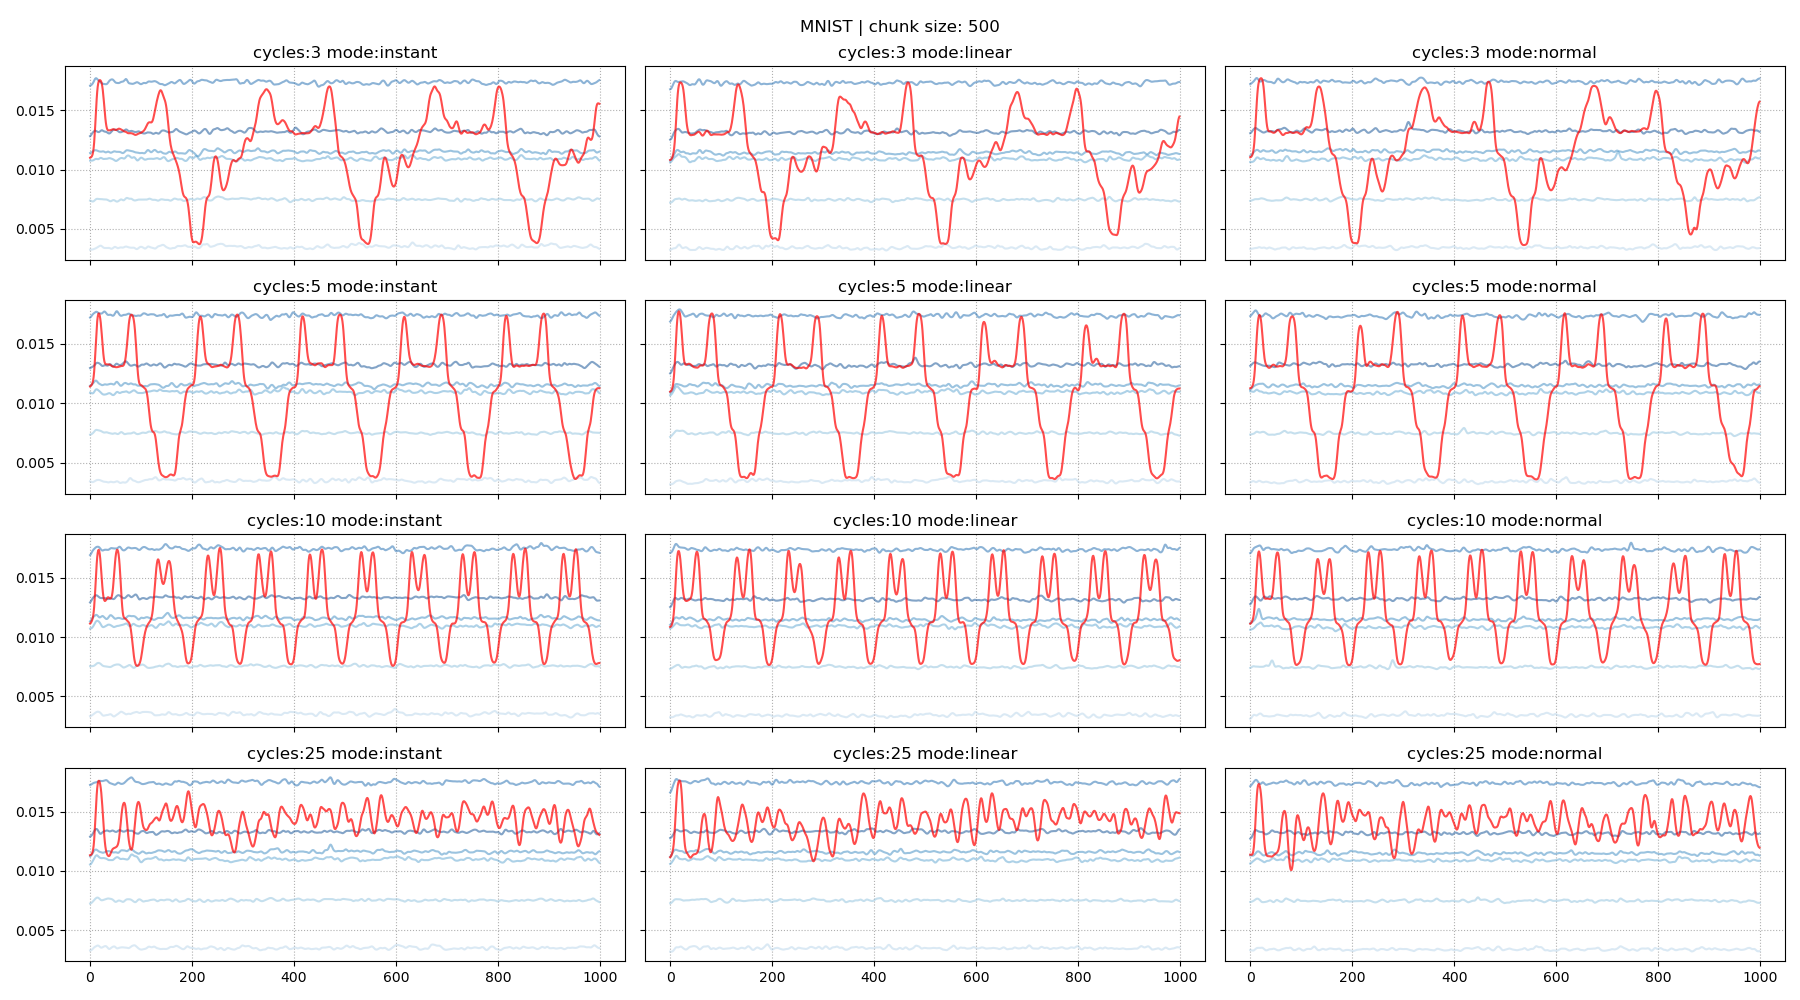 MNIST | chunk size: 500
cycles:3 mode:instant
cycles:3 mode:linear
cycles:3 mode:normal
0.015
0.010
0.005
cycles:5 mode:instant
cycles:5 mode:linear
cycles:5 mode:normal
0.015
0.010
0.005
cycles:10 mode:instant
cycles:10 mode:linear
cycles:10 mode:normal
0.015
0.010
0.005
cycles:25 mode:instant
cycles:25 mode:linear
cycles:25 mode:normal
0.015
0.010
0.005
0 200 400 600 800 1000
0 200 400 600 800 1000
0 200 400 600 800 1000